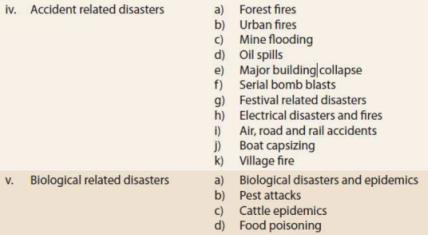 iv. Accident related disasters a) Forest fires
b) Urban fires
c) Mine flooding
d) Oil spills
e) Major building collapse
f) Serial bomb blasts
g) Festival related disasters
h) Electrical disasters and fires
i) Air, road and rail accidents
j) Boat capsizing
k) Village fire
v. Biological related disasters a) Biological disasters and epidemics
b) Pest attacks
c) Cattle epidemics
d) Food poisoning